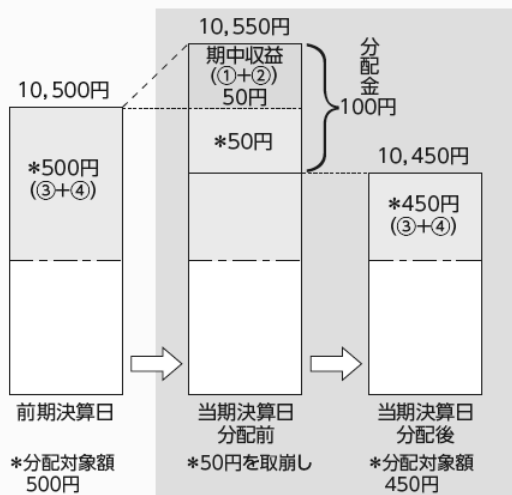 10,550円
期中収益
(①+②)
50円
*50円
分配金
100円
10,500円
*500円
(③+④)
10,450円
*450円
(③+④)
前期決算日
当期決算日
分配前
当期決算日
分配後
*分配対象額
500円
*50円を取崩し
*分配対象額
450円